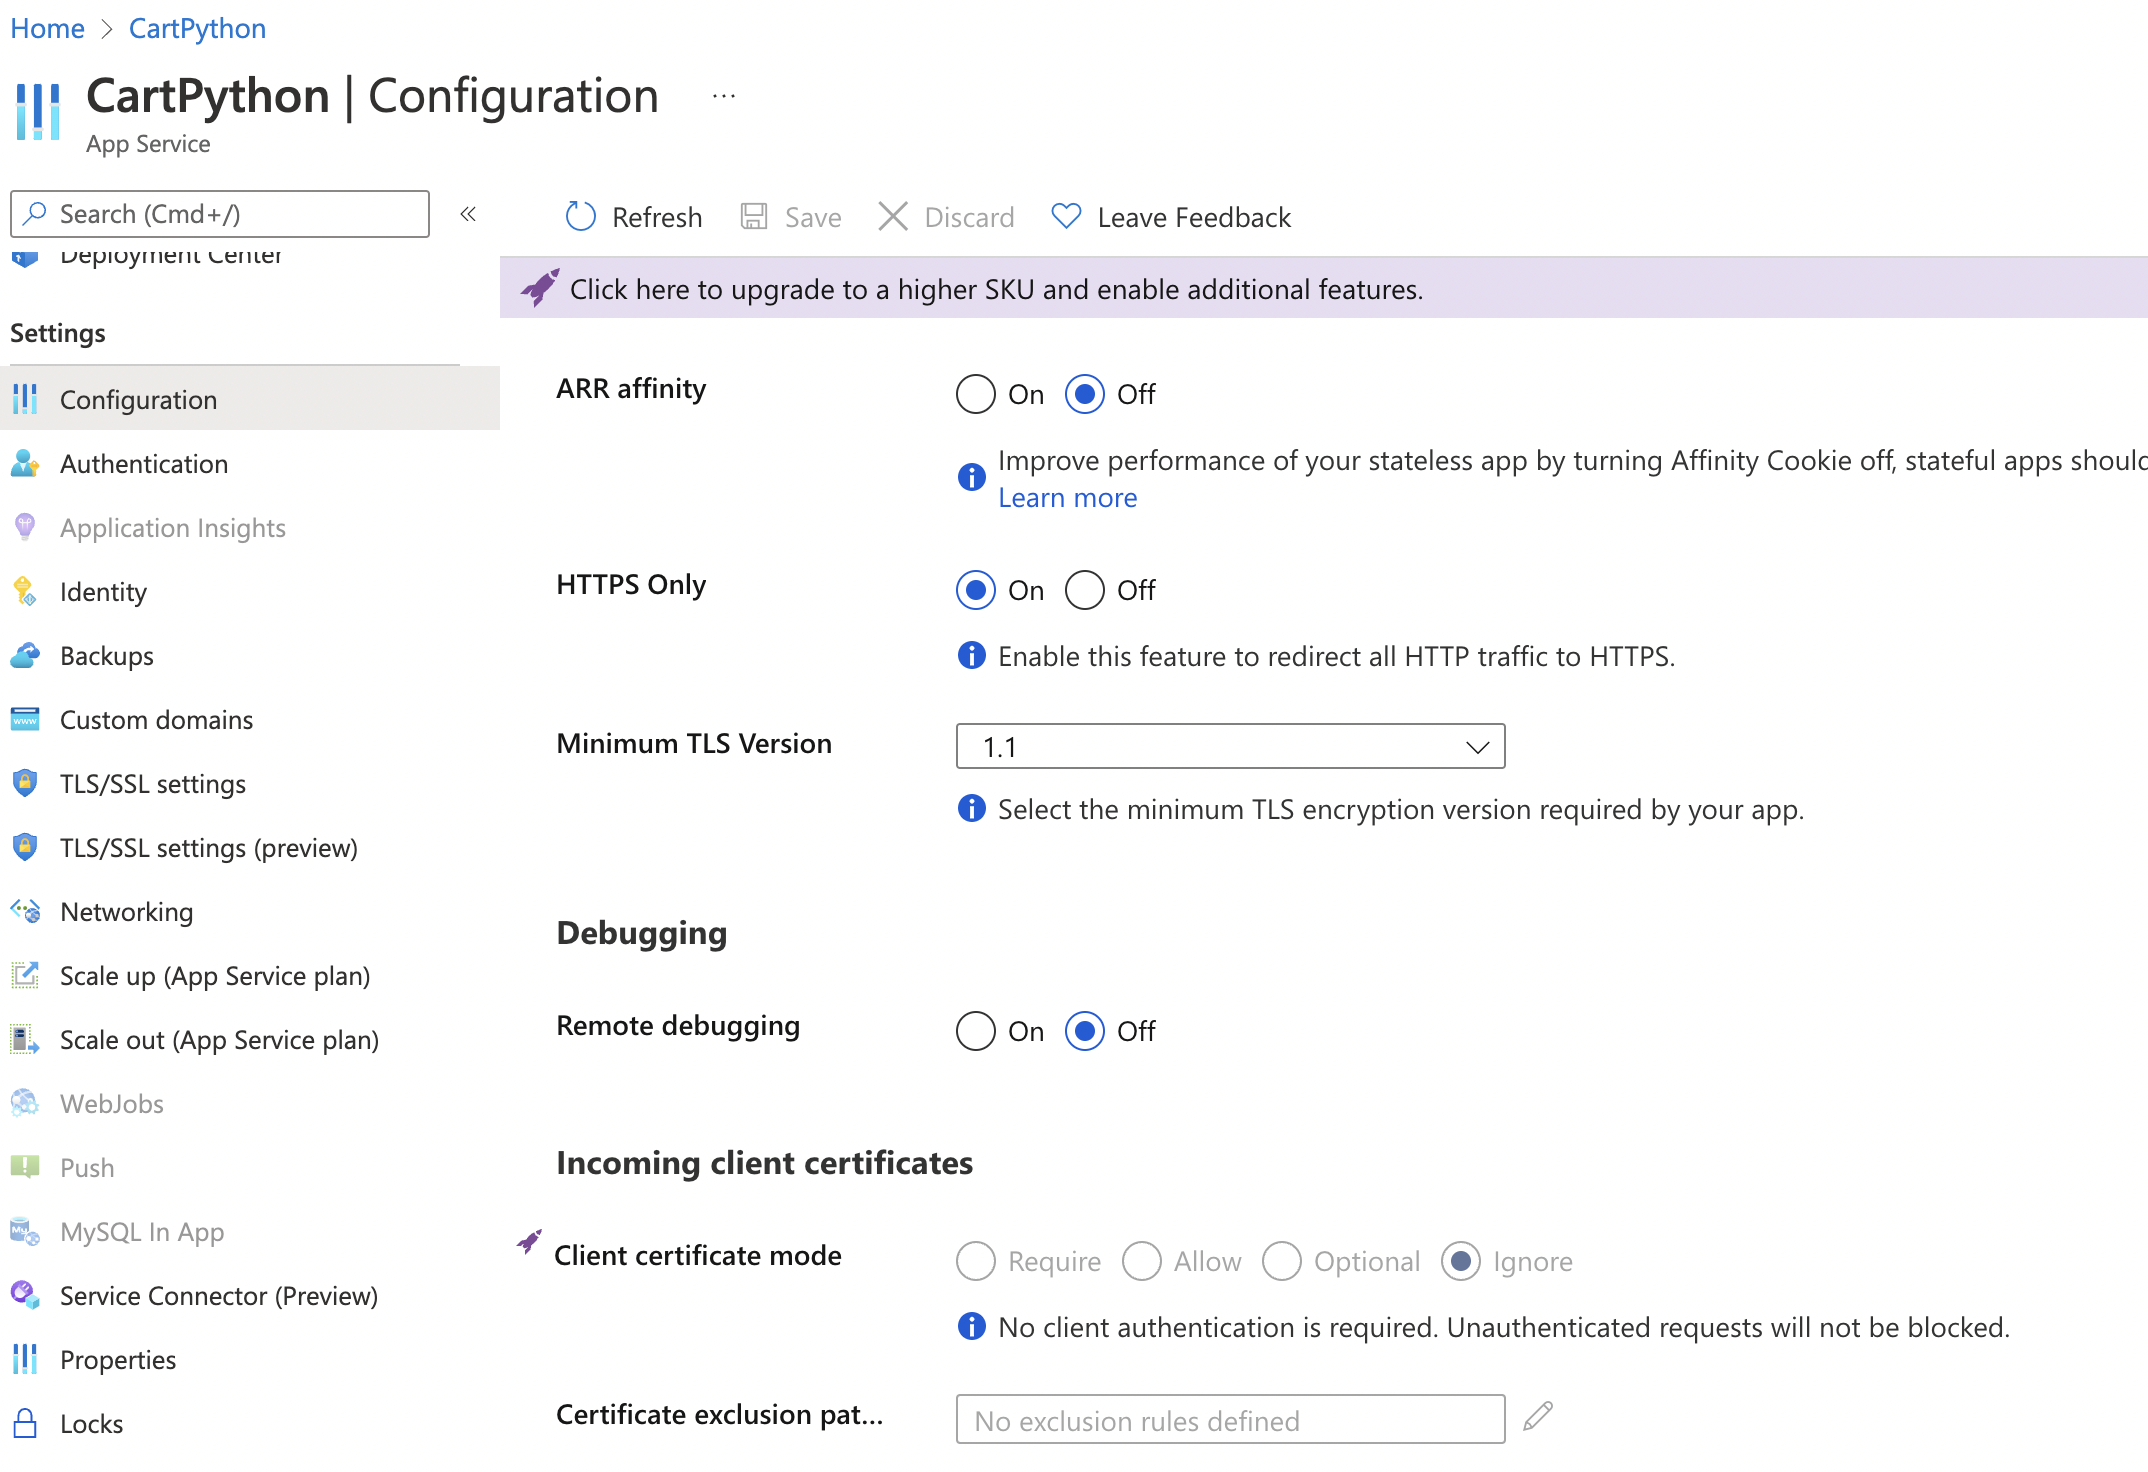 Home > CartPython
CartPython | Configuration ...
App Service
Search (Cmd+/)
«
Refresh
Save
Discard
Leave Feedback
Deployment Center
Settings
Configuration
Authentication
Application Insights
Identity
Backups
Custom domains
TLS/SSL settings
TLS/SSL settings (preview)
Networking
Scale up (App Service plan)
Scale out (App Service plan)
WebJobs
Push
MySQL In App
Service Connector (Preview)
Properties
Locks
Click here to upgrade to a higher SKU and enable additional features.
ARR affinity
On
Off
Improve performance of your stateless app by turning Affinity Cookie off, stateful apps should
Learn more
HTTPS Only
On
Off
Enable this feature to redirect all HTTP traffic to HTTPS.
Minimum TLS Version
1.1
Select the minimum TLS encryption version required by your app.
Debugging
Remote debugging
On
Off
Incoming client certificates
Client certificate mode
Require
Allow
Optional
Ignore
No client authentication is required. Unauthenticated requests will not be blocked.
Certificate exclusion pat...
No exclusion rules defined